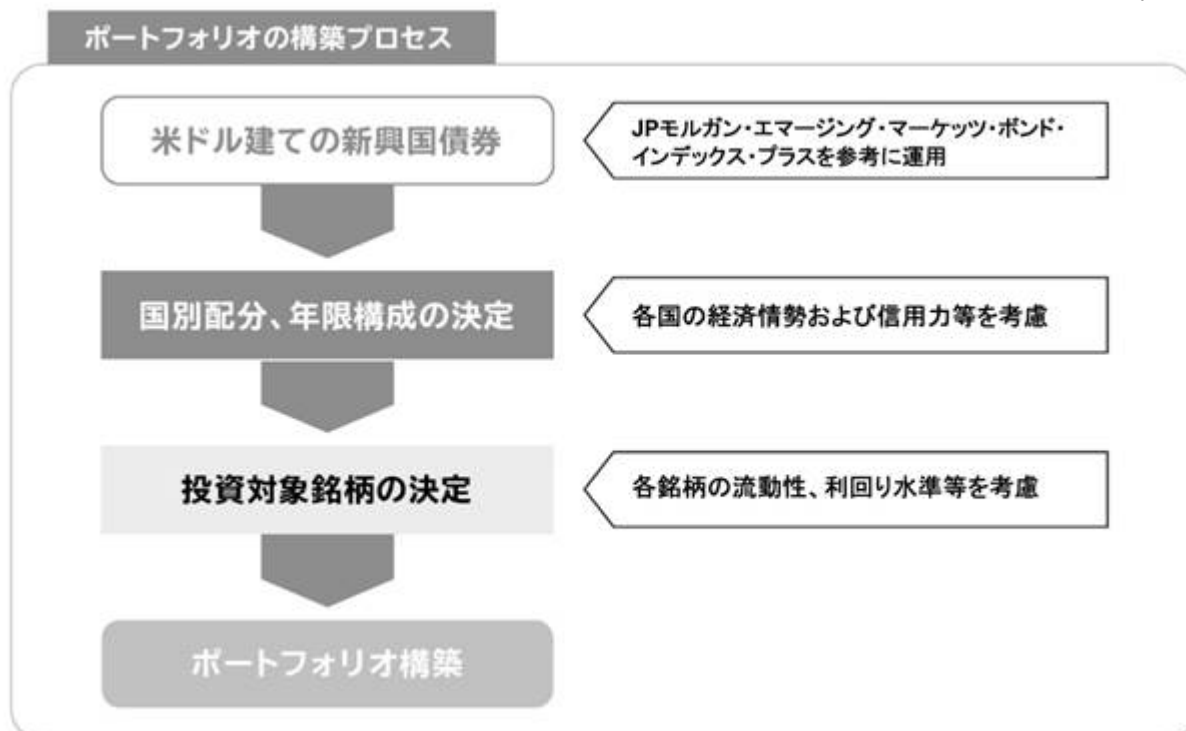 ポートフォリオの構築プロセス
米ドル建ての新興国債券
JPモルガン・エマージング・マーケッツ・ボンド・
インデックス・プラスを参考に運用
国別配分、年限構成の決定
各国の経済情勢および信用力等を考慮
投資対象銘柄の決定
各銘柄の流動性、利回り水準等を考慮
ポートフォリオ構築